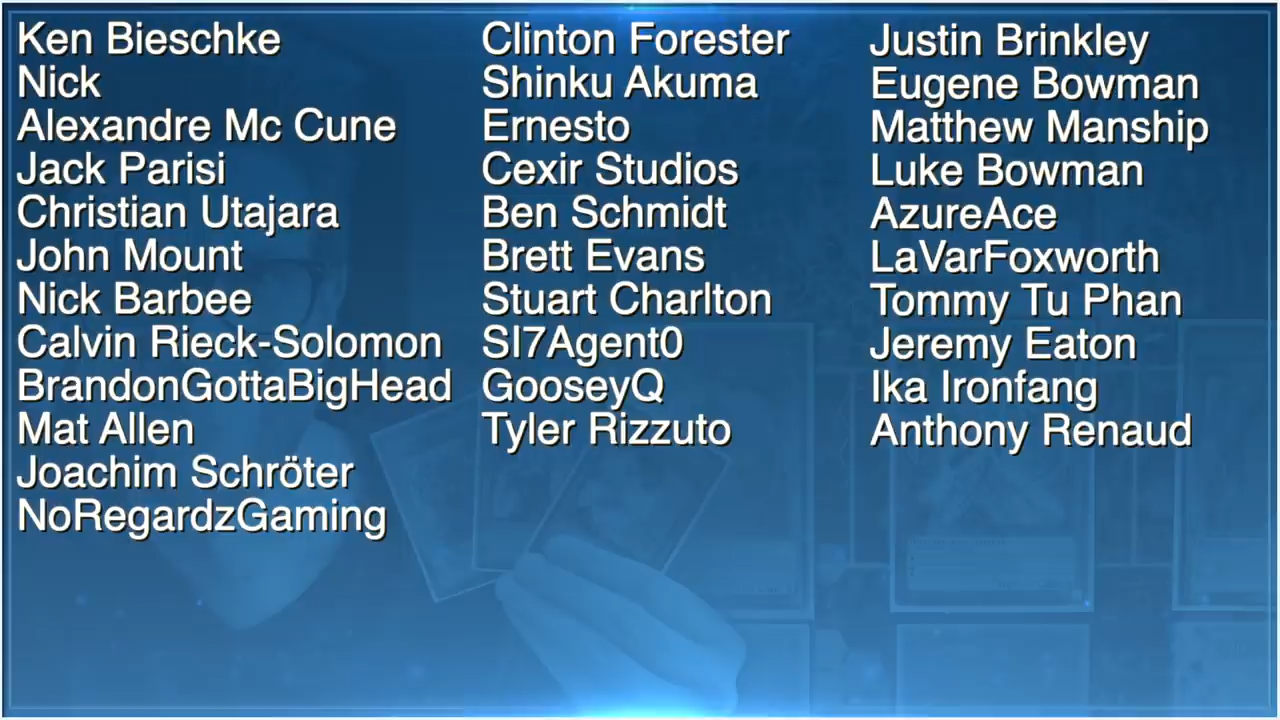 Ken Bieschke
Nick
Alexandre Mc Cune
Jack Parisi
Christian Utajara
John Mount
Nick Barbee
Calvin Rieck-Solomon
BrandonGottaBigHead
Mat Allen
Joachim Schröter
NoRegardzGaming
Clinton Forester
Shinku Akuma
Ernesto
Cexir Studios
Ben Schmidt
Brett Evans
Stuart Charlton
SI7Agent0
GooseyQ
Tyler Rizzuto
Justin Brinkley
Eugene Bowman
Matthew Manship
Luke Bowman
AzureAce
LaVarFoxworth
Tommy Tu Phan
Jeremy Eaton
Ika Ironfang
Anthony Renaud